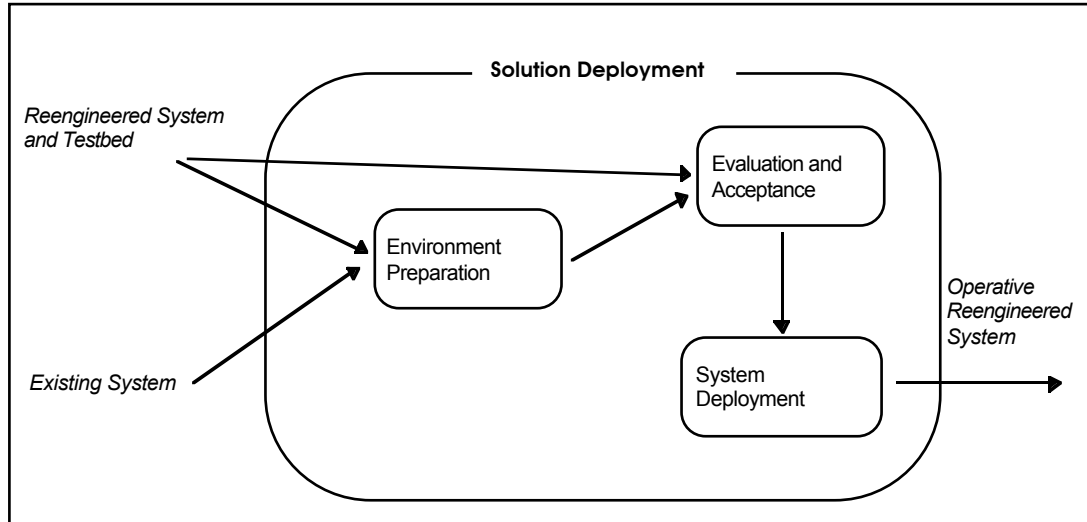 Solution Deployment
Reengineered System
and Testbed
Evaluation and
Acceptance
Environment
Preparation
Operative
Reengineered
System
Existing System
System
Deployment